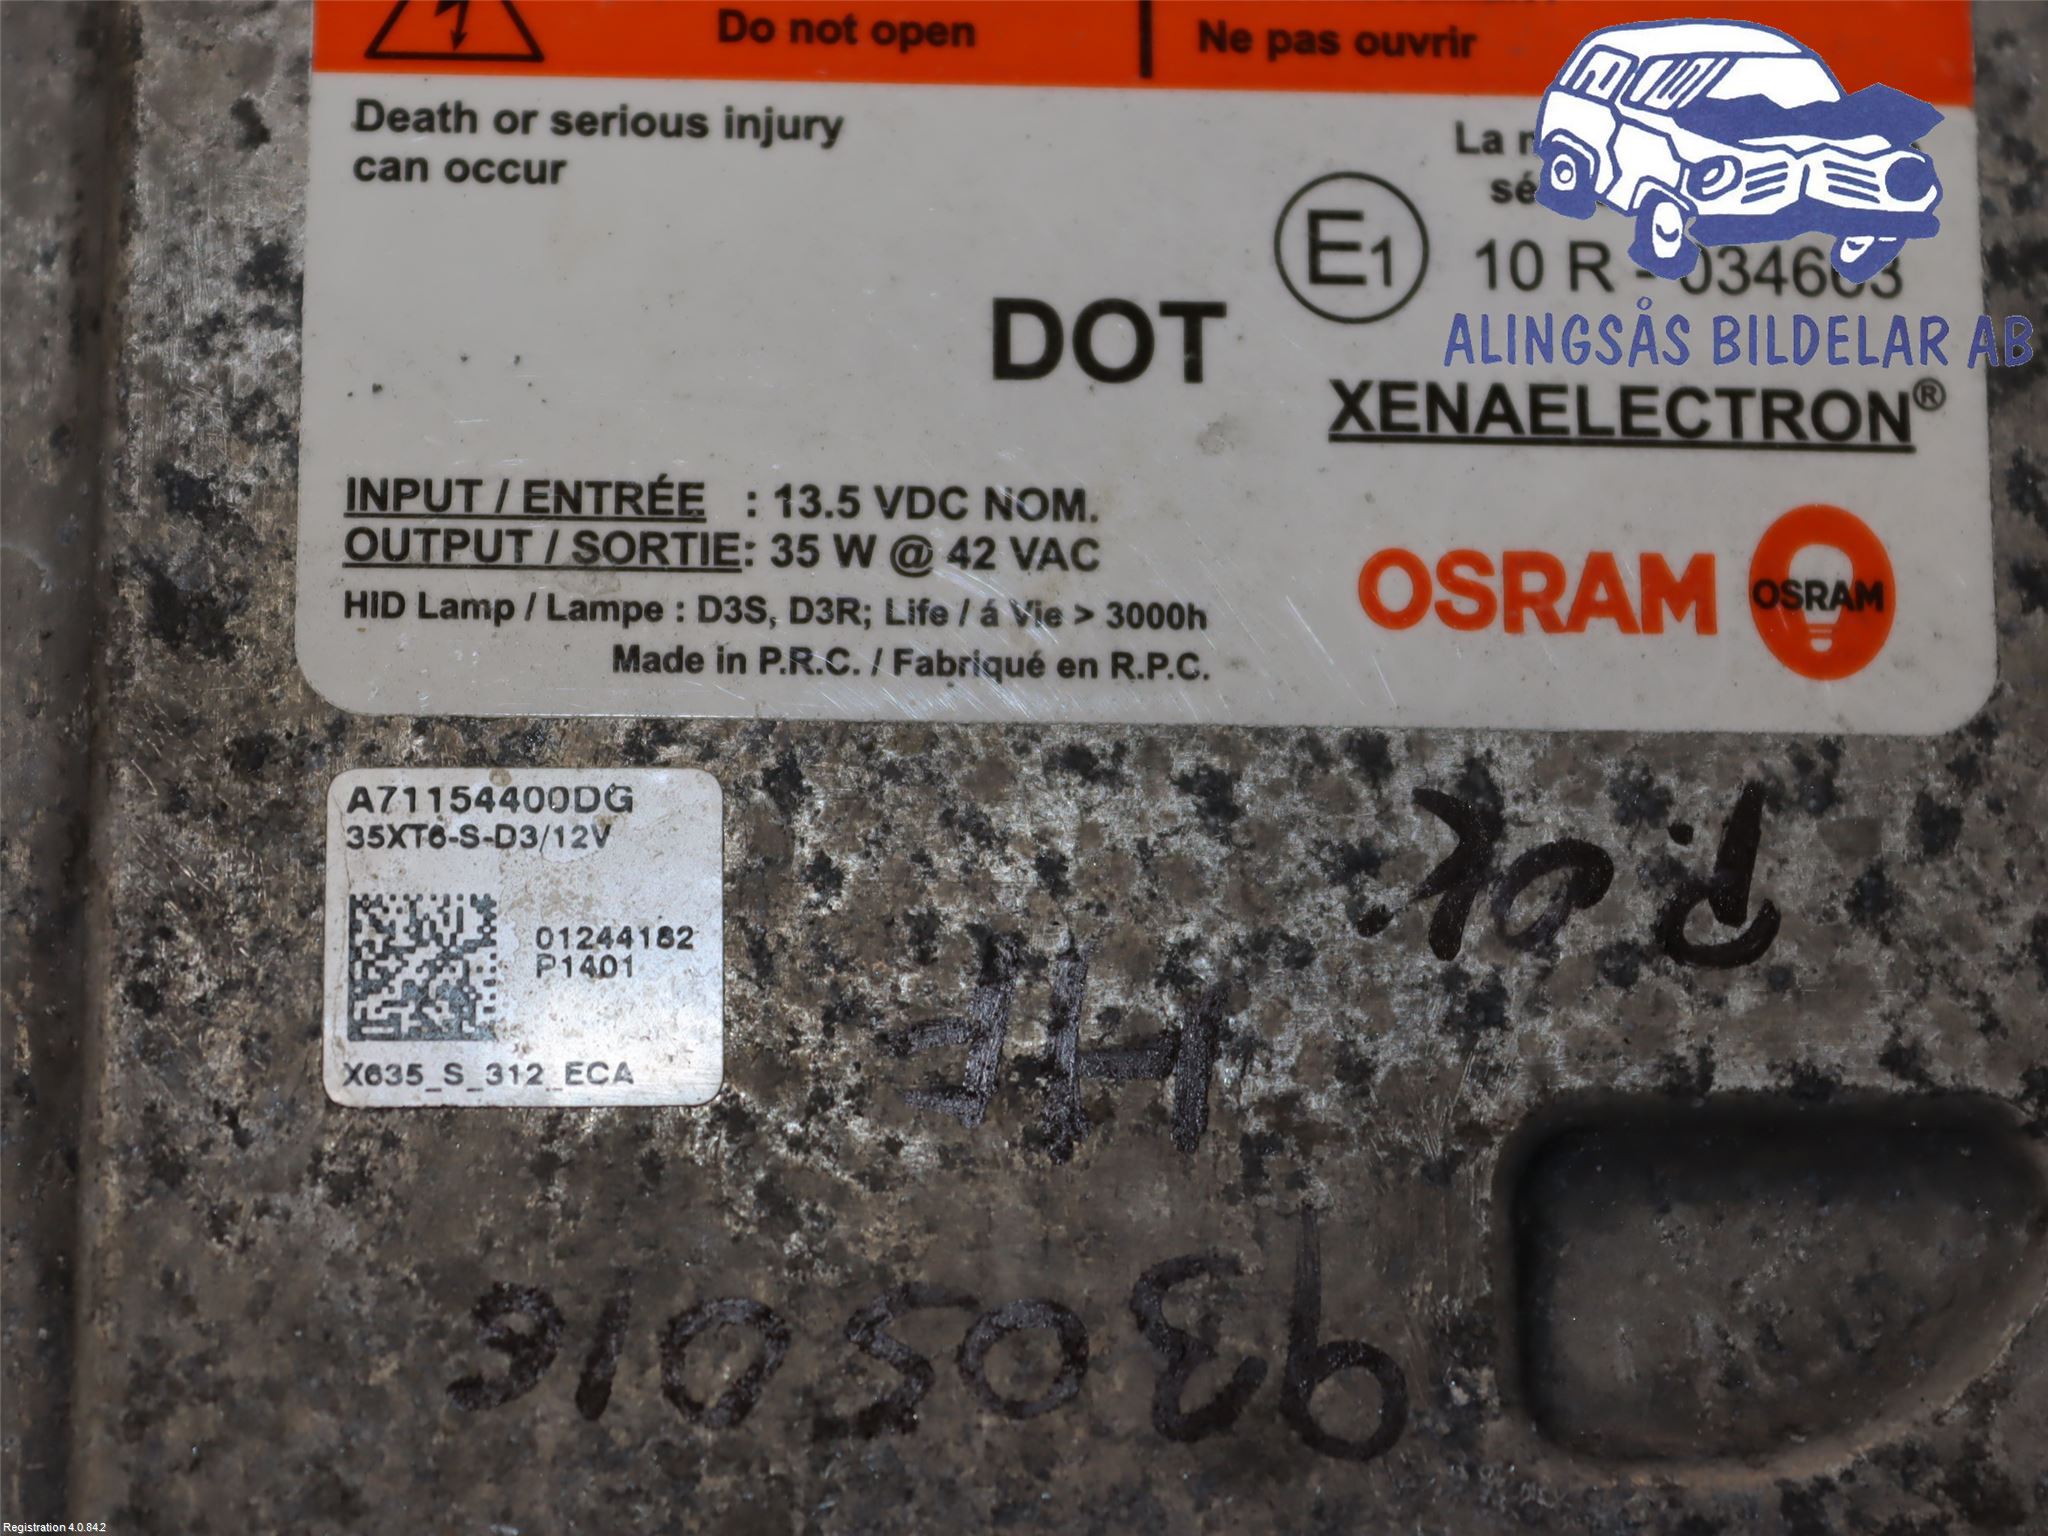 Do not open
Ne pas ouvrir
Death or serious injury
can occur
La
E1
10 R - 034663
DOT
ALINGSÅS BILDELAR AB
XENAELECTRON®
INPUT / ENTRÉE : 13.5 VDC NOM.
OUTPUT / SORTIE: 35 W @ 42 VAC
HID Lamp / Lampe : D3S, D3R; Life / á Vie > 3000h
Made in P.R.C. / Fabriqué en R.P.C.
OSRAM
OSRAM
A71154400DG
35XT6-S-D3/12V
01244182
P1401
X635_S_312_ECA
HF
Registration 4.0.84.2